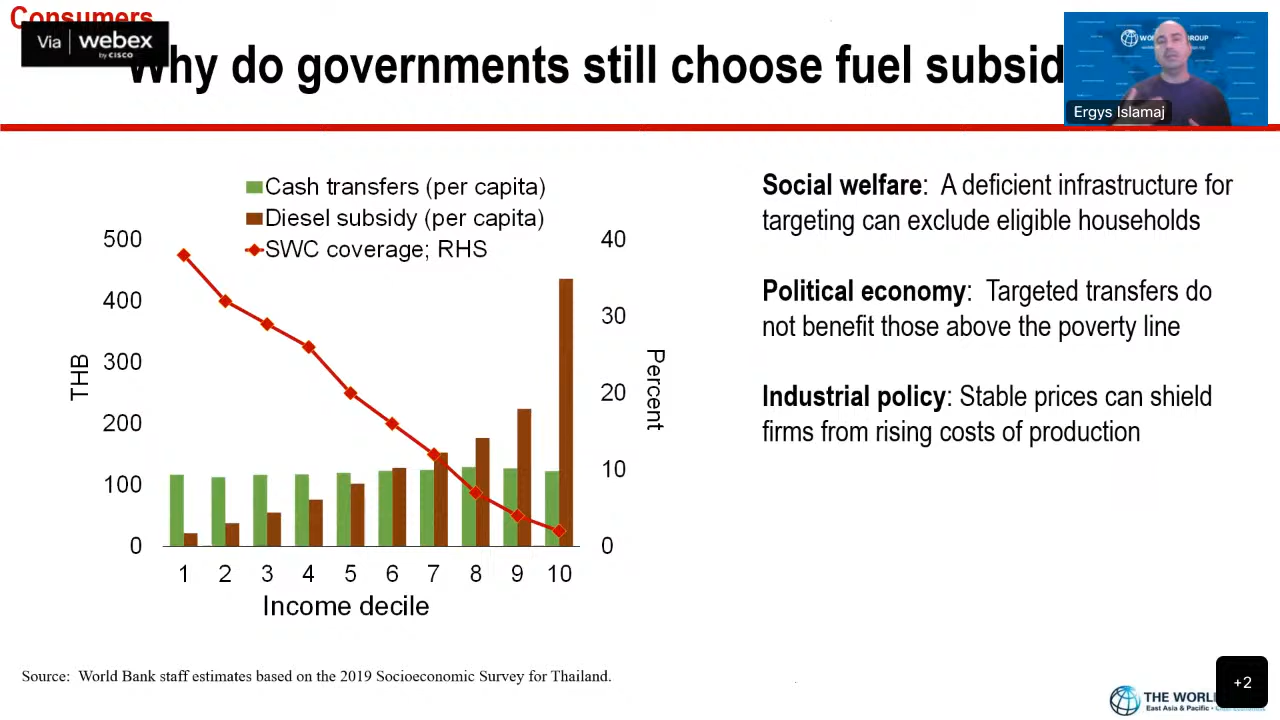 Consumers
Via webex
by CISCO
Why do governments still choose fuel subsid
Ergys Islamaj
Cash transfers (per capita)
Diesel subsidy (per capita)
SWC coverage; RHS
500
400
300
200
100
0
THB
40
30
20
10
0
Percent
1 2 3 4 5 6 7 8 9 10
Income decile
Social welfare: A deficient infrastructure for
targeting can exclude eligible households
Political economy: Targeted transfers do
not benefit those above the poverty line
Industrial policy: Stable prices can shield
firms from rising costs of production
Source: World Bank staff estimates based on the 2019 Socioeconomic Survey for Thailand.
THE WORL
East Asia & Pacific
+2